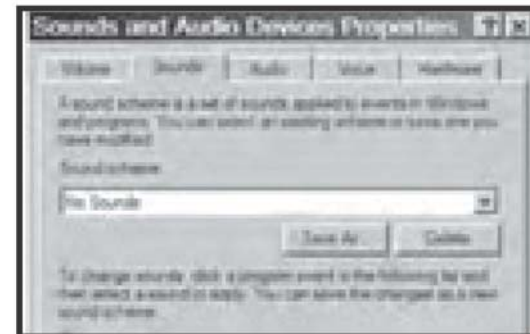 Sounds and Audio Devices Properties ? x
Volume Sounds Audio Voice Hardware
A sound scheme is a set of sounds applied to events in Windows
and programs. You can select an existing scheme or save one you
have modified.
Sound scheme:
No Sounds
Save As... Delete
To change sounds, click a program event in the following list and
then select a sound to apply. You can save the changes as a new
sound scheme.